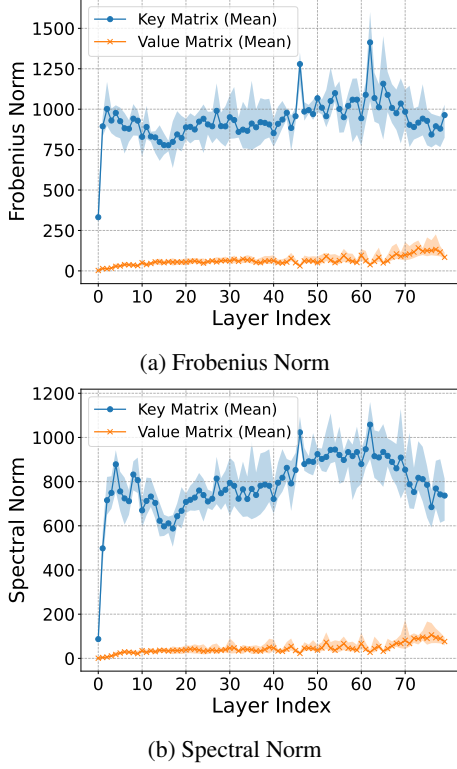 Key Matrix (Mean)
Value Matrix (Mean)
Frobenius Norm
1500
1250
1000
750
500
250
0
0 10 20 30 40 50 60 70
Layer Index
(a) Frobenius Norm
Key Matrix (Mean)
Value Matrix (Mean)
Spectral Norm
1200
1000
800
600
400
200
0
0 10 20 30 40 50 60 70
Layer Index
(b) Spectral Norm